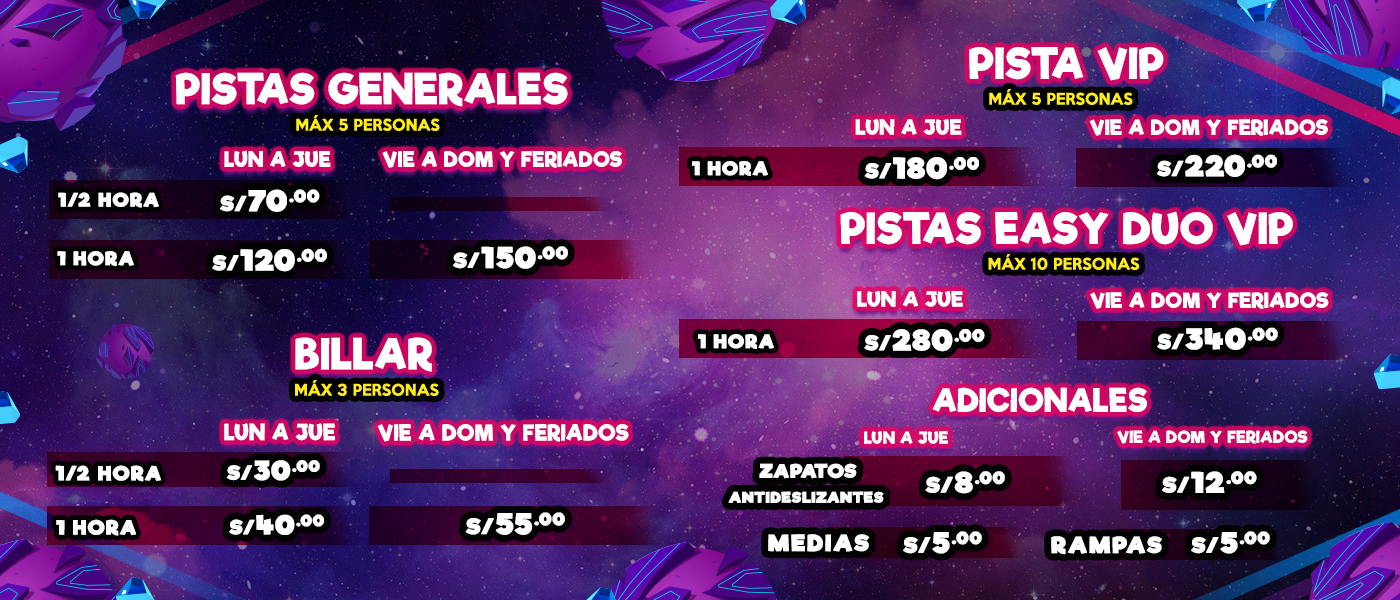 PISTAS GENERALES
MÁX 5 PERSONAS
LUN A JUE VIE A DOM Y FERIADOS
1/2 HORA S/70.00
1 HORA S/120.00 S/150.00
BILLAR
MÁX 3 PERSONAS
LUN A JUE VIE A DOM Y FERIADOS
1/2 HORA S/30.00
1 HORA S/40.00 S/55.00
PISTA VIP
MÁX 5 PERSONAS
LUN A JUE VIE A DOM Y FERIADOS
1 HORA S/180.00 S/220.00
PISTAS EASY DUO VIP
MÁX 10 PERSONAS
LUN A JUE VIE A DOM Y FERIADOS
1 HORA S/280.00 S/340.00
ADICIONALES
LUN A JUE VIE A DOM Y FERIADOS
ZAPATOS
ANTIDESLIZANTES S/8.00 S/12.00
MEDIAS S/5.00 RAMPAS S/5.00